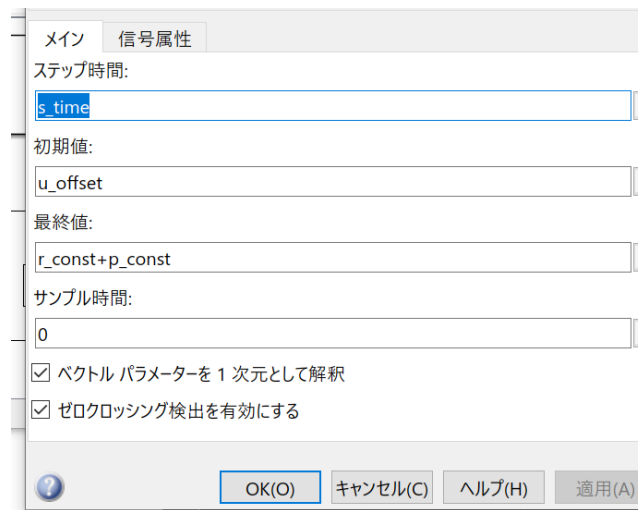 メイン 信号属性
ステップ時間:
s_time
初期値:
u_offset
最終値:
r_const+p_const
サンプル時間:
0
ベクトル パラメーターを 1 次元として解釈
ゼロクロッシング検出を有効にする
OK(O) キャンセル(C) ヘルプ(H) 適用(A)